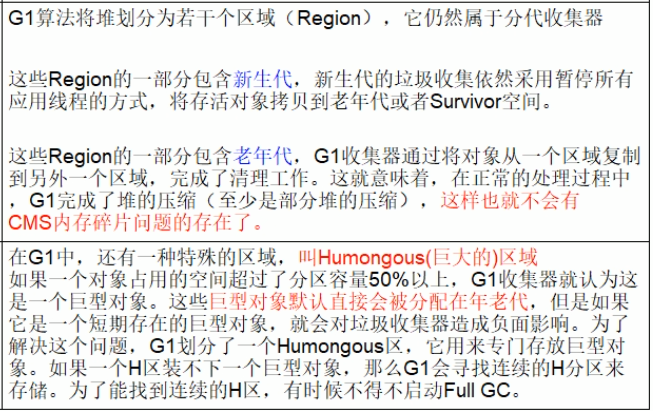 G1算法将堆划分为若干个区域（Region），它仍然属于分代收集器
这些Region的一部分包含新生代，新生代的垃圾收集依然采用暂停所有
应用线程的方式，将存活对象拷贝到老年代或者Survivor空间。
这些Region的一部分包含老年代，G1收集器通过将对象从一个区域复制
到另外一个区域，完成了清理工作。这就意味着，在正常的处理过程中
，G1完成了堆的压缩（至少是部分堆的压缩），这样也就不会有
CMS内存碎片问题的存在了。
在G1中，还有一种特殊的区域，叫Humongous(巨大的)区域
如果一个对象占用的空间超过了分区容量50%以上，G1收集器就认为这
是一个巨型对象。这些巨型对象默认直接会被分配在年老代，但是如果
它是一个短期存在的巨型对象，就会对垃圾收集器造成负面影响。为了
解决这个问题，G1划分了一个Humongous区，它用来专门存放巨型对
象。如果一个H区装不下一个巨型对象，那么G1会寻找连续的H分区来
存储。为了能找到连续的H区，有时候不得不启动Full GC。